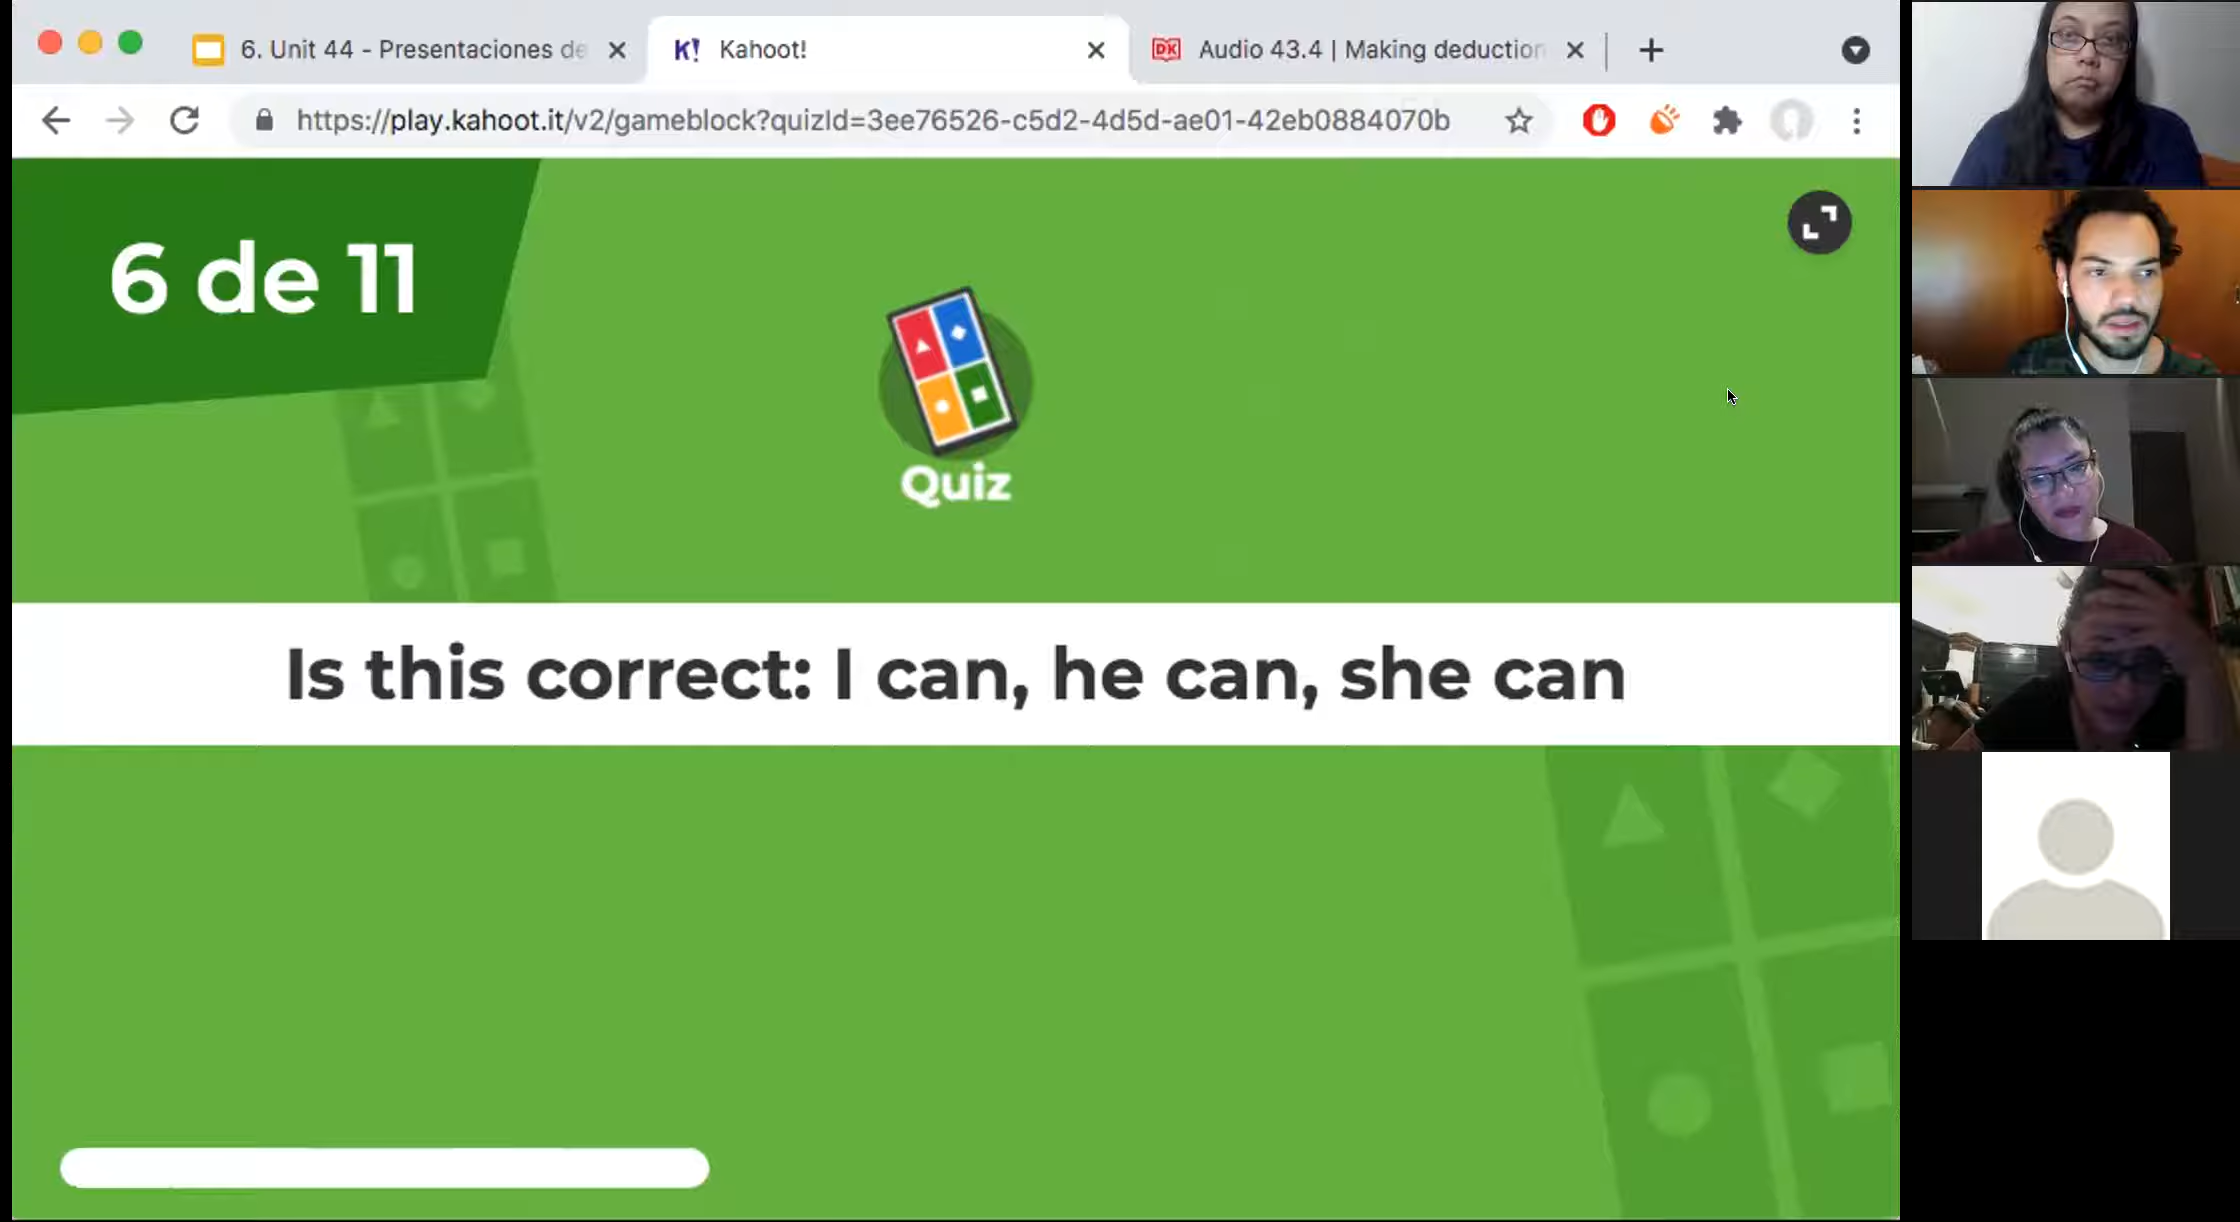 6. Unit 44 - Presentaciones de
K! Kahoot!
DK Audio 43.4 | Making deduction
https://play.kahoot.it/v2/gameblock?quizId=3ee76526-c5d2-4d5d-ae01-42eb0884070b
6 de 11
Quiz
Is this correct: I can, he can, she can